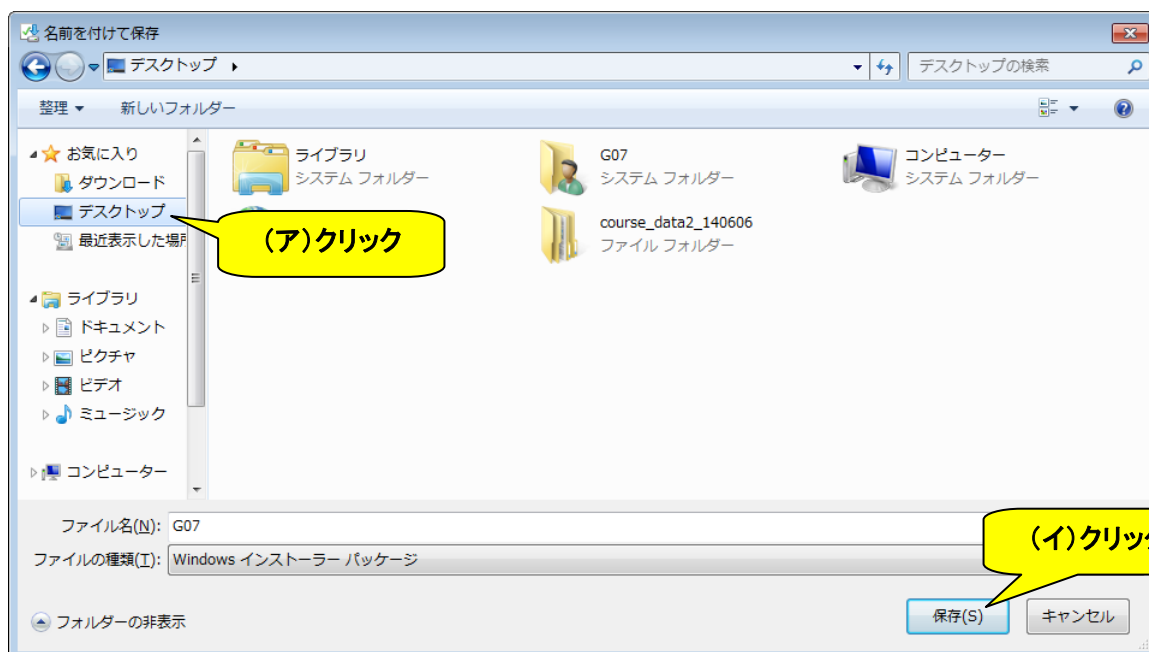 名前を付けて保存
デスクトップ
デスクトップの検索
整理
新しいフォルダー
お気に入り
ダウンロード
デスクトップ
最近表示した場所
ライブラリ
ドキュメント
ピクチャ
ビデオ
ミュージック
コンピューター
ライブラリ
システム フォルダー
G07
システム フォルダー
コンピューター
システム フォルダー
course_data2_140606
ファイル フォルダー
(ア)クリック
ファイル名(N): G07
ファイルの種類(T): Windows インストーラー パッケージ
(イ)クリック
フォルダーの非表示
保存(S)
キャンセル